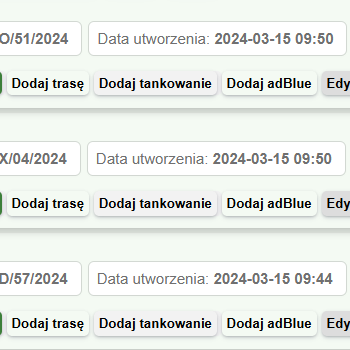 O/51/2024 Data utworzenia: 2024-03-15 09:50
Dodaj trasę Dodaj tankowanie Dodaj adBlue Edy
X/04/2024 Data utworzenia: 2024-03-15 09:50
Dodaj trasę Dodaj tankowanie Dodaj adBlue Edy
D/57/2024 Data utworzenia: 2024-03-15 09:44
Dodaj trasę Dodaj tankowanie Dodaj adBlue Edy